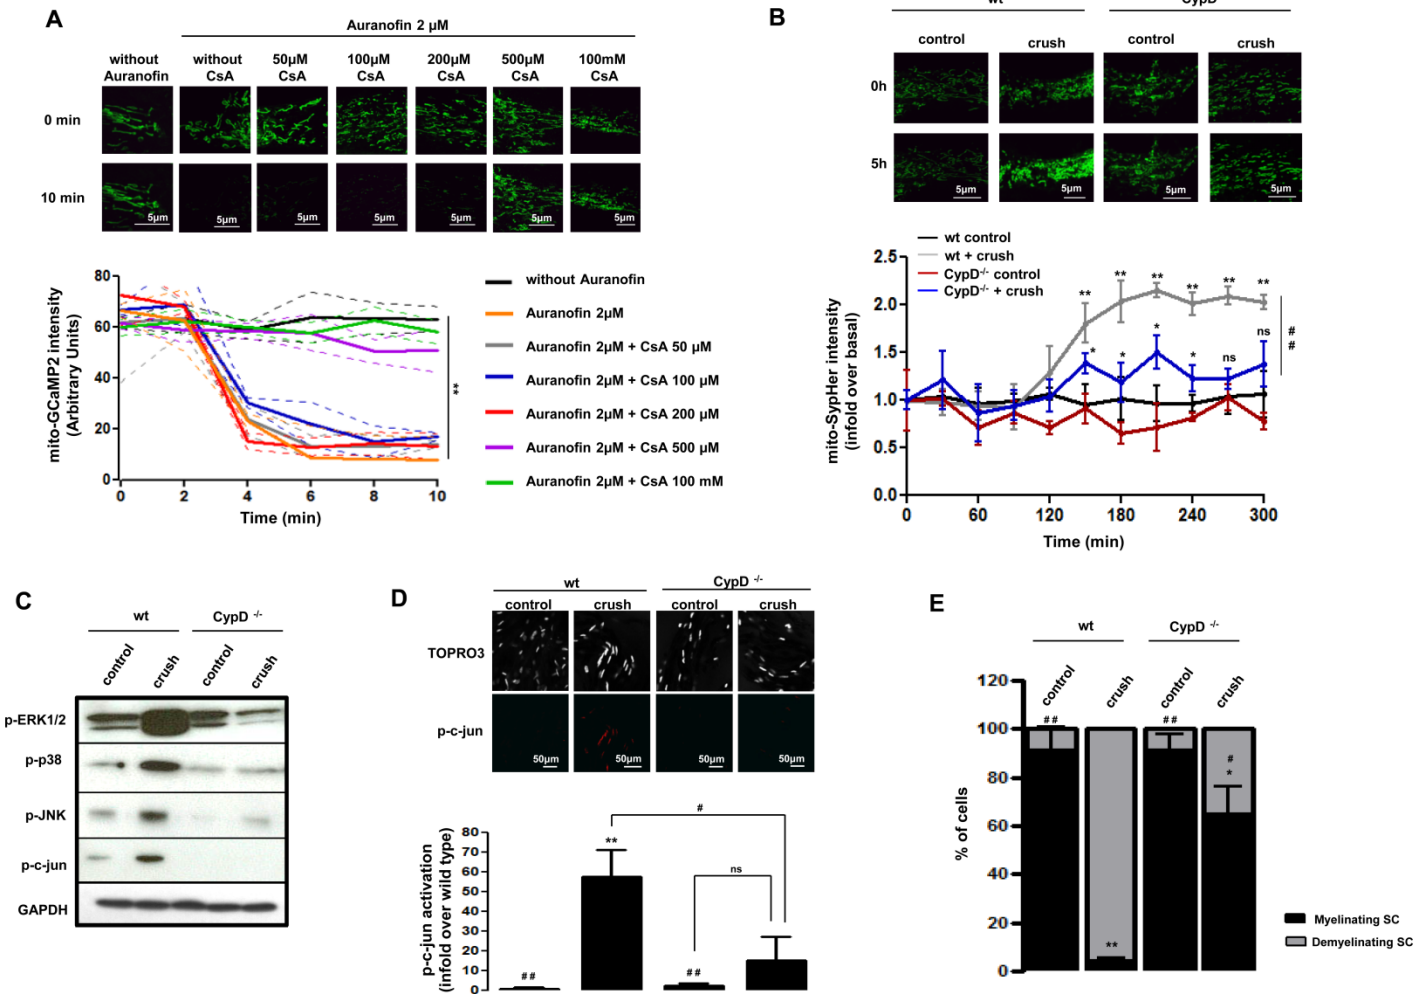 A
Auranofin 2 µM
without Auranofin
without CsA
50µM CsA
100µM CsA
200µM CsA
500µM CsA
100mM CsA
0 min
10 min
5µm 5µm 5µm 5µm 5µm 5µm 5µm
mito-GCaMP2 intensity
(Arbitrary Units)
80
60
40
20
0
0 2 4 6 8 10
Time (min)
**
without Auranofin
Auranofin 2µM
Auranofin 2µM + CsA 50 µM
Auranofin 2µM + CsA 100 µM
Auranofin 2µM + CsA 200 µM
Auranofin 2µM + CsA 500 µM
Auranofin 2µM + CsA 100 mM
B
wt CypD
control crush control crush
0h
5h
5µm 5µm 5µm 5µm
wt control
wt + crush
CypD-/- control
CypD-/- + crush
mito-SypHer intensity
(infold over basal)
2.5
2.0
1.5
1.0
0.5
0.0
0 60 120 180 240 300
Time (min)
** ** ** ** ** **
* * * * ns ns
# #
C
wt CypD -/-
control crush control crush
p-ERK1/2
p-p38
p-JNK
p-c-jun
GAPDH
D
wt CypD -/-
control crush control crush
TOPRO3
p-c-jun
50µm 50µm 50µm 50µm
p-c-jun activation
(infold over wild type)
80
70
60
50
40
30
20
10
0
# #
**
# #
ns
#
E
wt CypD -/-
control crush control crush
% of cells
120
100
80
60
40
20
0
# #
**
# #
#
*
Myelinating SC
Demyelinating SC